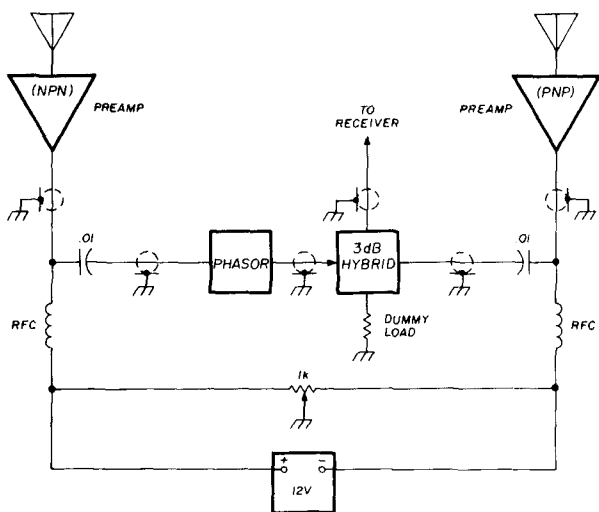 (NPN)
PREAMP
(PNP)
PREAMP
TO
RECEIVER
.01
PHASOR
3dB
HYBRID
.01
RFC
DUMMY
LOAD
RFC
1k
+ -
12V